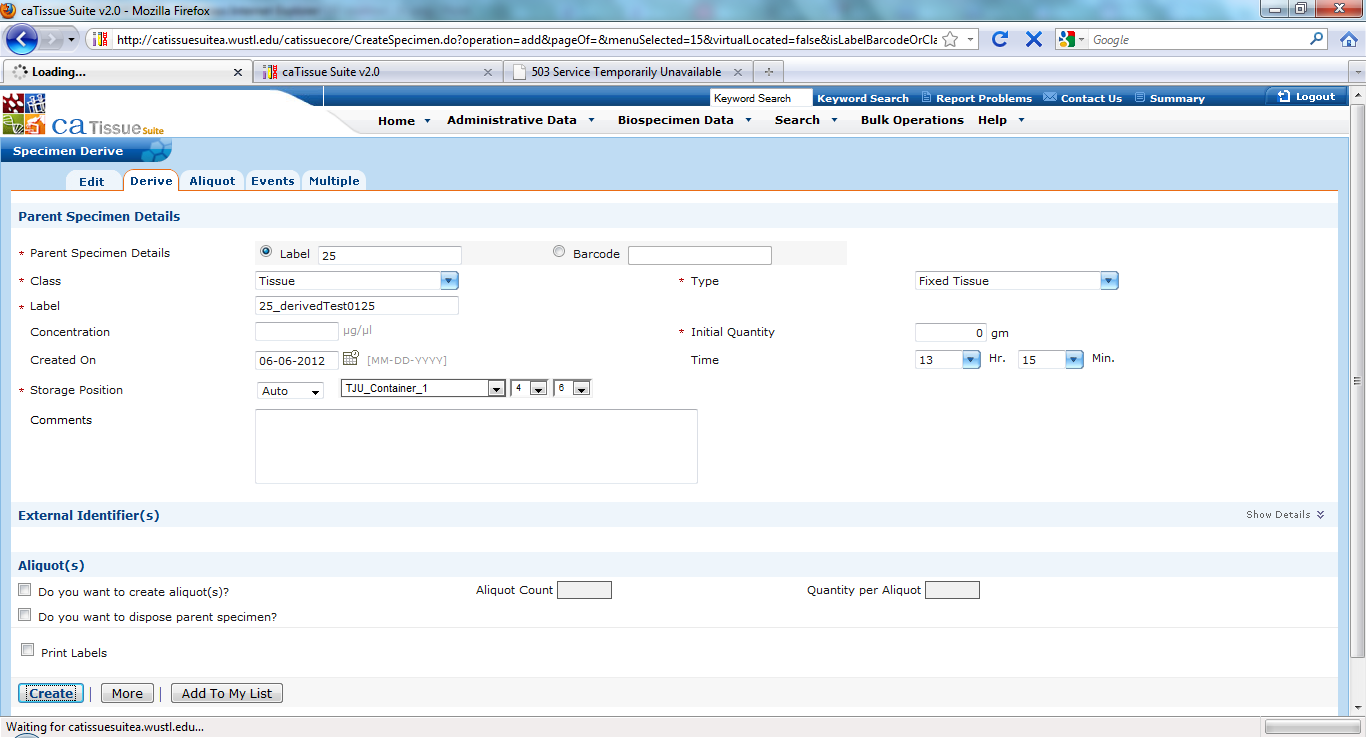 caTissue Suite v2.0 - Mozilla Firefox
http://catissuesuitea.wustl.edu/catissuecore/CreateSpecimen.do?operation=add&pageOf=&menuSelected=15&virtualLocated=false&isLabelBarcodeOrCla
Google
Loading... caTissue Suite v2.0 503 Service Temporarily Unavailable
Keyword Search Keyword Search Report Problems Contact Us Summary Logout
ca Tissue Suite
Home Administrative Data Biospecimen Data Search Bulk Operations Help
Specimen Derive
Edit Derive Aliquot Events Multiple
Parent Specimen Details
* Parent Specimen Details Label 25 Barcode
* Class Tissue * Type Fixed Tissue
* Label 25_derivedTest0125
Concentration µg/µl * Initial Quantity 0 gm
Created On 06-06-2012 [MM-DD-YYYY] Time 13 Hr. 15 Min.
* Storage Position Auto TJU_Container_1 4 6
Comments
External Identifier(s) Show Details
Aliquot(s)
Do you want to create aliquot(s)? Aliquot Count Quantity per Aliquot
Do you want to dispose parent specimen?
Print Labels
Create | More | Add To My List
Waiting for catissuesuitea.wustl.edu...